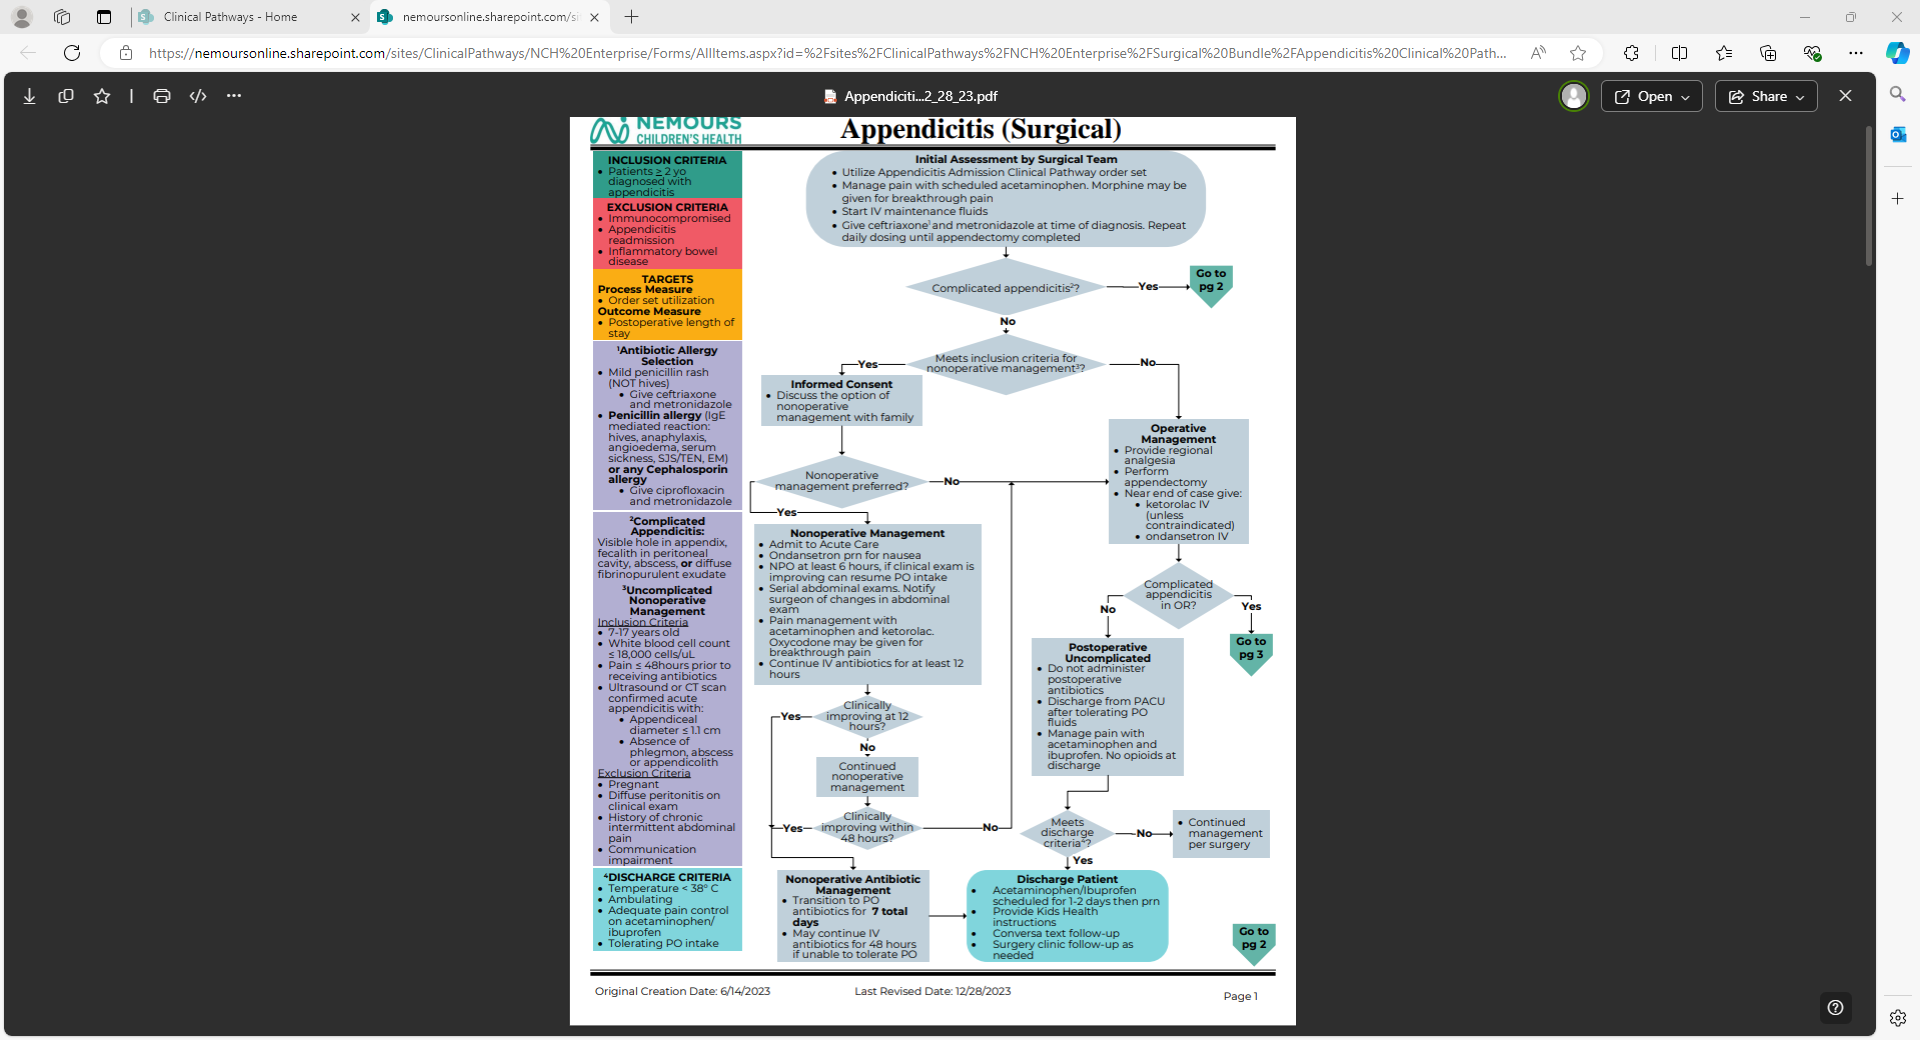 Clinical Pathways - Home
nemoursonline.sharepoint.com/si
https://nemoursonline.sharepoint.com/sites/ClinicalPathways/NCH%20Enterprise/Forms/AllItems.aspx?id=%2Fsites%2FClinicalPathways%2FNCH%20Enterprise%2FSurgical%20Bundle%2FAppendicitis%20Clinical%20Path...
Appendiciti...2_28_23.pdf
Open
Share
NEMOURS
CHILDREN'S HEALTH
Appendicitis (Surgical)
INCLUSION CRITERIA
• Patients ≥ 2 yo
diagnosed with
appendicitis
EXCLUSION CRITERIA
• Immunocompromised
• Appendicitis
readmission
• Inflammatory bowel
disease
TARGETS
Process Measure
• Order set utilization
Outcome Measure
• Postoperative length of
stay
¹Antibiotic Allergy
Selection
• Mild penicillin rash
(NOT hives)
• Give ceftriaxone
and metronidazole
• Penicillin allergy (IgE
mediated reaction:
hives, anaphylaxis,
angioedema, serum
sickness, SJS/TEN, EM)
or any Cephalosporin
allergy
• Give ciprofloxacin
and metronidazole
²Complicated
Appendicitis:
Visible hole in appendix,
fecalith in peritoneal
cavity, abscess, or diffuse
fibrinopurulent exudate
³Uncomplicated
Nonoperative
Management
Inclusion Criteria
• 7-17 years old
• White blood cell count
≤ 18,000 cells/uL
• Pain ≤ 48hours prior to
receiving antibiotics
• Ultrasound or CT scan
confirmed acute
appendicitis with:
• Appendiceal
diameter ≤ 1.1 cm
• Absence of
phlegmon, abscess
or appendicolith
Exclusion Criteria
• Pregnant
• Diffuse peritonitis on
clinical exam
• History of chronic
intermittent abdominal
pain
• Communication
impairment
⁴DISCHARGE CRITERIA
• Temperature < 38° C
• Ambulating
• Adequate pain control
on acetaminophen/
ibuprofen
• Tolerating PO intake
Initial Assessment by Surgical Team
• Utilize Appendicitis Admission Clinical Pathway order set
• Manage pain with scheduled acetaminophen. Morphine may be
given for breakthrough pain
• Start IV maintenance fluids
• Give ceftriaxone¹ and metronidazole at time of diagnosis. Repeat
daily dosing until appendectomy completed
Complicated appendicitis²?
Yes
Go to
pg 2
No
Meets inclusion criteria for
nonoperative management³?
Yes
No
Informed Consent
• Discuss the option of
nonoperative
management with family
Nonoperative
management preferred?
No
Yes
Operative
Management
• Provide regional
analgesia
• Perform
appendectomy
• Near end of case give:
• ketorolac IV
(unless
contraindicated)
• ondansetron IV
Nonoperative Management
• Admit to Acute Care
• Ondansetron prn for nausea
• NPO at least 6 hours, if clinical exam is
improving can resume PO intake
• Serial abdominal exams. Notify
surgeon of changes in abdominal
exam
• Pain management with
acetaminophen and ketorolac.
Oxycodone may be given for
breakthrough pain
• Continue IV antibiotics for at least 12
hours
Complicated
appendicitis
in OR?
No
Yes
Go to
pg 3
Postoperative
Uncomplicated
• Do not administer
postoperative
antibiotics
• Discharge from PACU
after tolerating PO
fluids
• Manage pain with
acetaminophen and
ibuprofen. No opioids at
discharge
Clinically
improving at 12
hours?
Yes
No
Continued
nonoperative
management
Clinically
improving within
48 hours?
Yes
No
Meets
discharge
criteria⁴?
No
Yes
• Continued
management
per surgery
Nonoperative Antibiotic
Management
• Transition to PO
antibiotics for 7 total
days
• May continue IV
antibiotics for 48 hours
if unable to tolerate PO
Discharge Patient
• Acetaminophen/Ibuprofen
scheduled for 1-2 days then prn
• Provide Kids Health
instructions
• Conversa text follow-up
• Surgery clinic follow-up as
needed
Go to
pg 2
Original Creation Date: 6/14/2023
Last Revised Date: 12/28/2023
Page 1